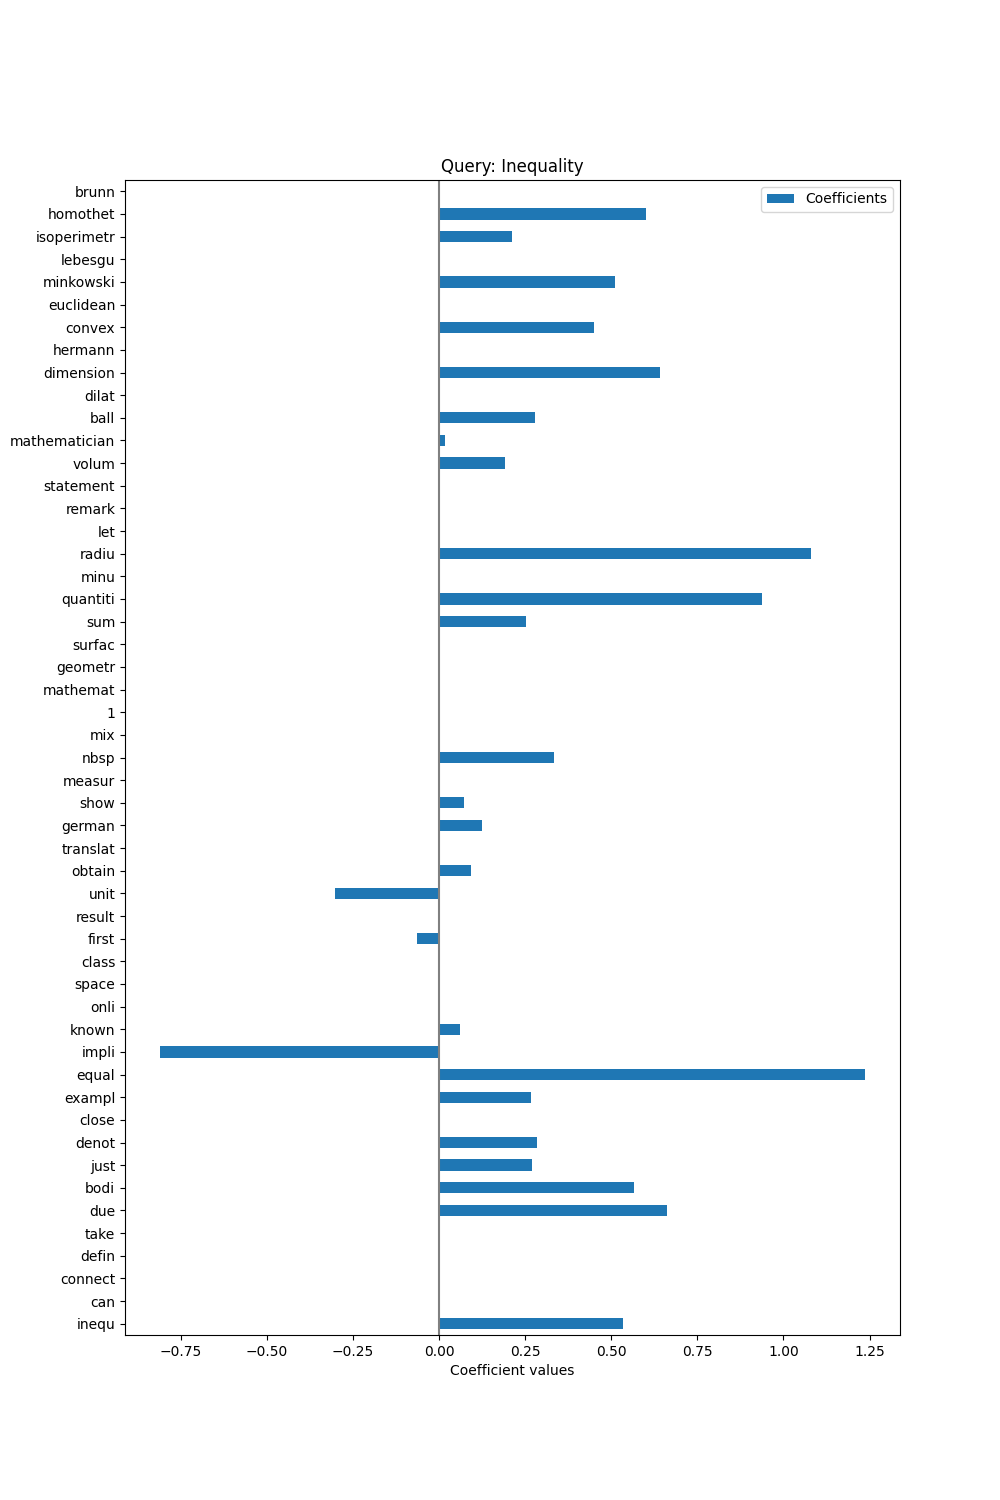 Query: Inequality
Coefficients
brunn
homothet
isoperimetr
lebesgu
minkowski
euclidean
convex
hermann
dimension
dilat
ball
mathematician
volum
statement
remark
let
radiu
minu
quantiti
sum
surfac
geometr
mathemat
1
mix
nbsp
measur
show
german
translat
obtain
unit
result
first
class
space
onli
known
impli
equal
exampl
close
denot
just
bodi
due
take
defin
connect
can
inequ
−0.75 −0.50 −0.25 0.00 0.25 0.50 0.75 1.00 1.25
Coefficient values